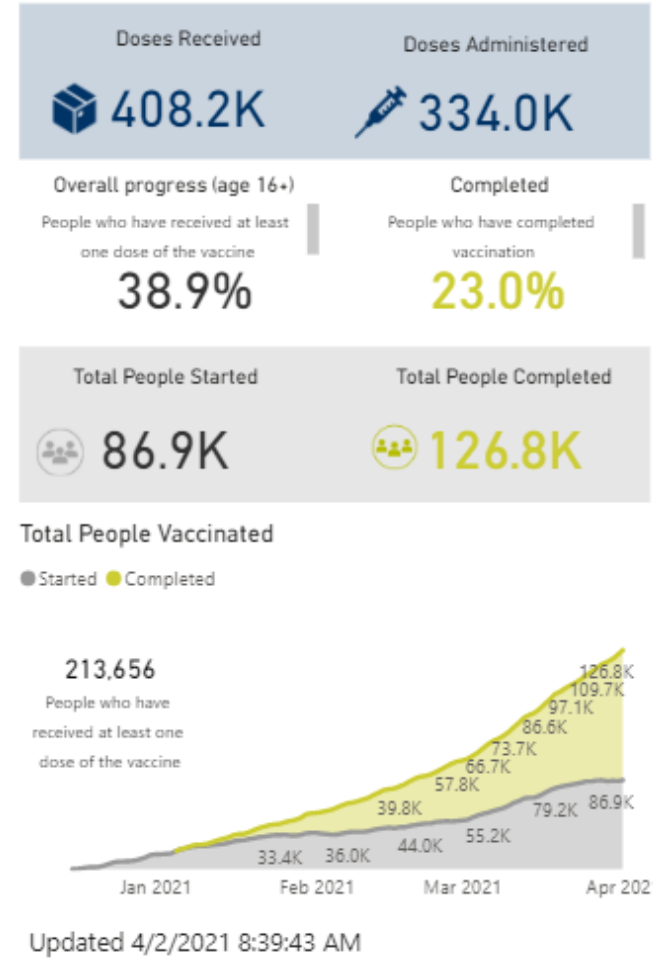 Doses Received
Doses Administered
408.2K
334.0K
Overall progress (age 16+)
Completed
People who have received at least
one dose of the vaccine
People who have completed
vaccination
38.9%
23.0%
Total People Started
Total People Completed
86.9K
126.8K
Total People Vaccinated
Started Completed
213,656
People who have
received at least one
dose of the vaccine
126.8K
109.7K
97.1K
86.6K
73.7K
66.7K
57.8K
39.8K
33.4K
36.0K
44.0K
55.2K
79.2K
86.9K
Jan 2021
Feb 2021
Mar 2021
Apr 202
Updated 4/2/2021 8:39:43 AM